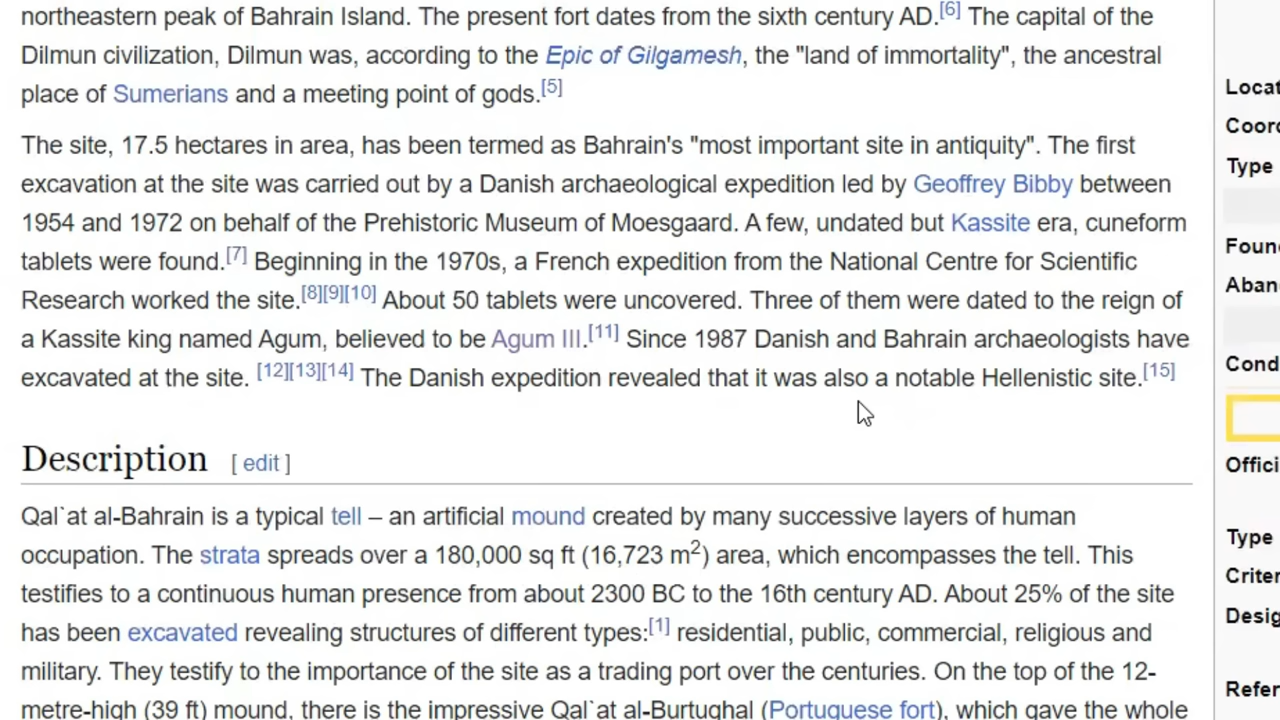 northeastern peak of Bahrain Island. The present fort dates from the sixth century AD.[6] The capital of the
Dilmun civilization, Dilmun was, according to the Epic of Gilgamesh, the "land of immortality", the ancestral
place of Sumerians and a meeting point of gods.[5]
The site, 17.5 hectares in area, has been termed as Bahrain's "most important site in antiquity". The first
excavation at the site was carried out by a Danish archaeological expedition led by Geoffrey Bibby between
1954 and 1972 on behalf of the Prehistoric Museum of Moesgaard. A few, undated but Kassite era, cuneform
tablets were found.[7] Beginning in the 1970s, a French expedition from the National Centre for Scientific
Research worked the site.[8][9][10] About 50 tablets were uncovered. Three of them were dated to the reign of
a Kassite king named Agum, believed to be Agum III.[11] Since 1987 Danish and Bahrain archaeologists have
excavated at the site. [12][13][14] The Danish expedition revealed that it was also a notable Hellenistic site.[15]
Description [ edit ]
Qal`at al-Bahrain is a typical tell – an artificial mound created by many successive layers of human
occupation. The strata spreads over a 180,000 sq ft (16,723 m2) area, which encompasses the tell. This
testifies to a continuous human presence from about 2300 BC to the 16th century AD. About 25% of the site
has been excavated revealing structures of different types:[1] residential, public, commercial, religious and
military. They testify to the importance of the site as a trading port over the centuries. On the top of the 12-
metre-high (39 ft) mound, there is the impressive Qal`at al-Burtughal (Portuguese fort), which gave the whole
Locat
Coord
Type
Foun
Aban
Cond
Offici
Type
Criter
Desig
Refer